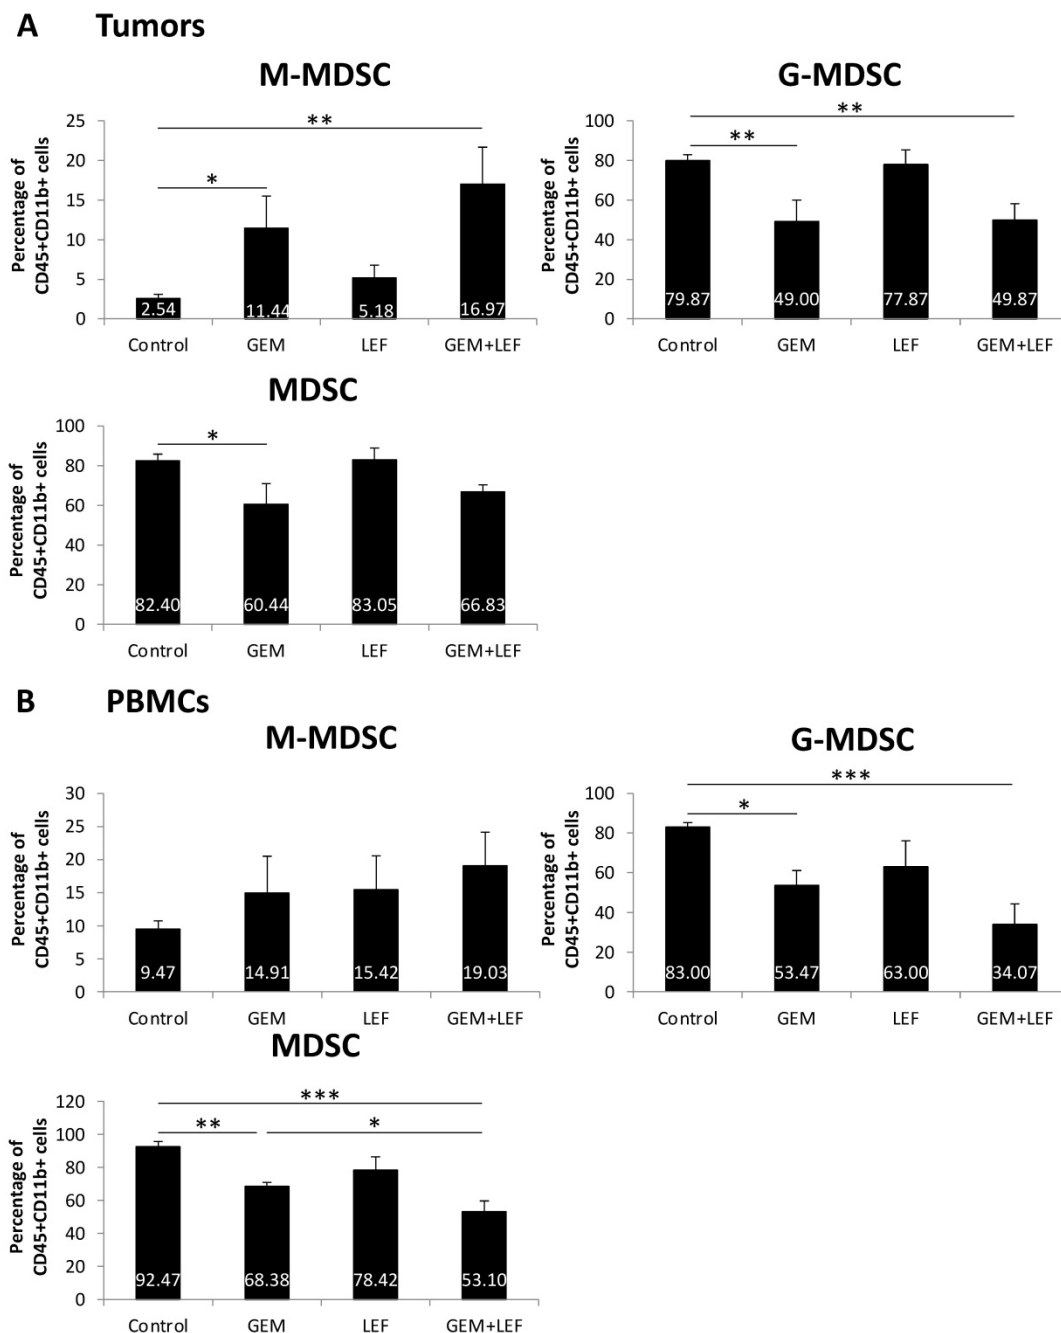 A Tumors
M-MDSC
Percentage of
CD45+CD11b+ cells
25
20
15
10
5
0
**
*
2.54 11.44 5.18 16.97
Control GEM LEF GEM+LEF
G-MDSC
Percentage of
CD45+CD11b+ cells
100
80
60
40
20
0
**
**
79.87 49.00 77.87 49.87
Control GEM LEF GEM+LEF
MDSC
Percentage of
CD45+CD11b+ cells
100
80
60
40
20
0
*
82.40 60.44 83.05 66.83
Control GEM LEF GEM+LEF
B PBMCs
M-MDSC
Percentage of
CD45+CD11b+ cells
30
25
20
15
10
5
0
9.47 14.91 15.42 19.03
Control GEM LEF GEM+LEF
G-MDSC
Percentage of
CD45+CD11b+ cells
100
80
60
40
20
0
***
*
83.00 53.47 63.00 34.07
Control GEM LEF GEM+LEF
MDSC
Percentage of
CD45+CD11b+ cells
120
100
80
60
40
20
0
***
** *
92.47 68.38 78.42 53.10
Control GEM LEF GEM+LEF